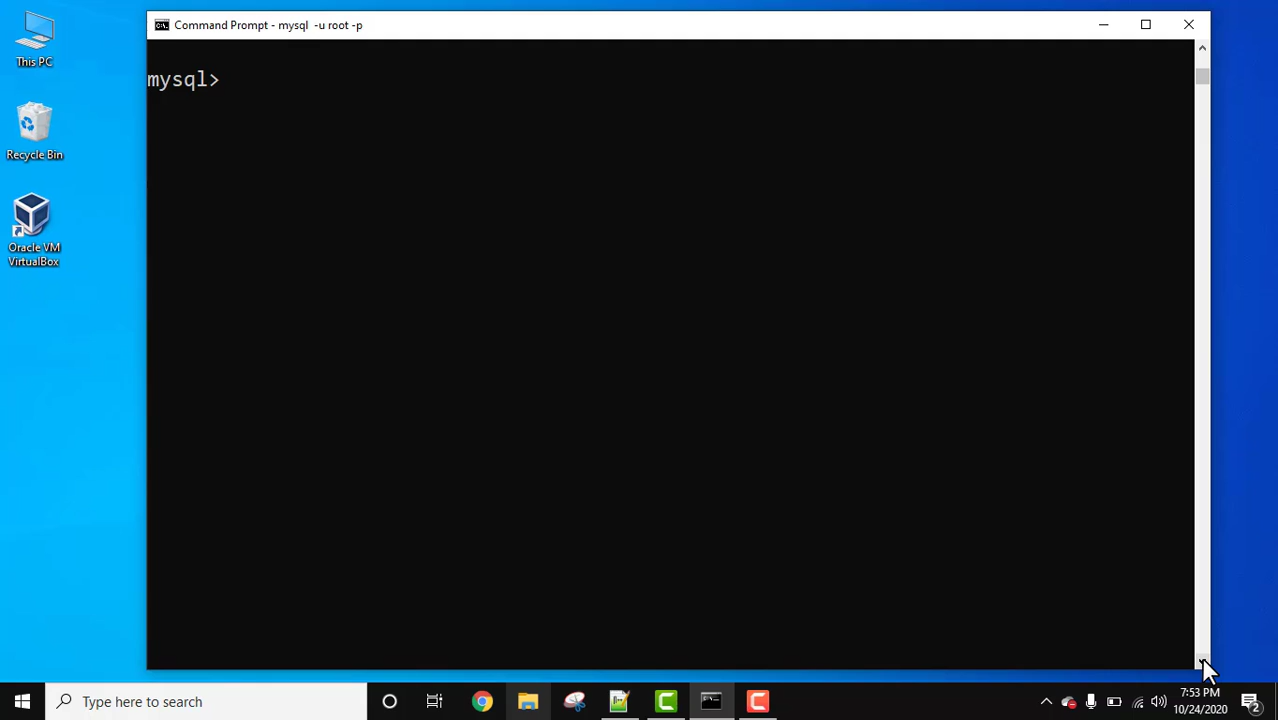 This PC
Recycle Bin
Oracle VM
VirtualBox
Command Prompt - mysql  -u root -p
mysql>
Type here to search
7:53 PM
10/24/2020
2